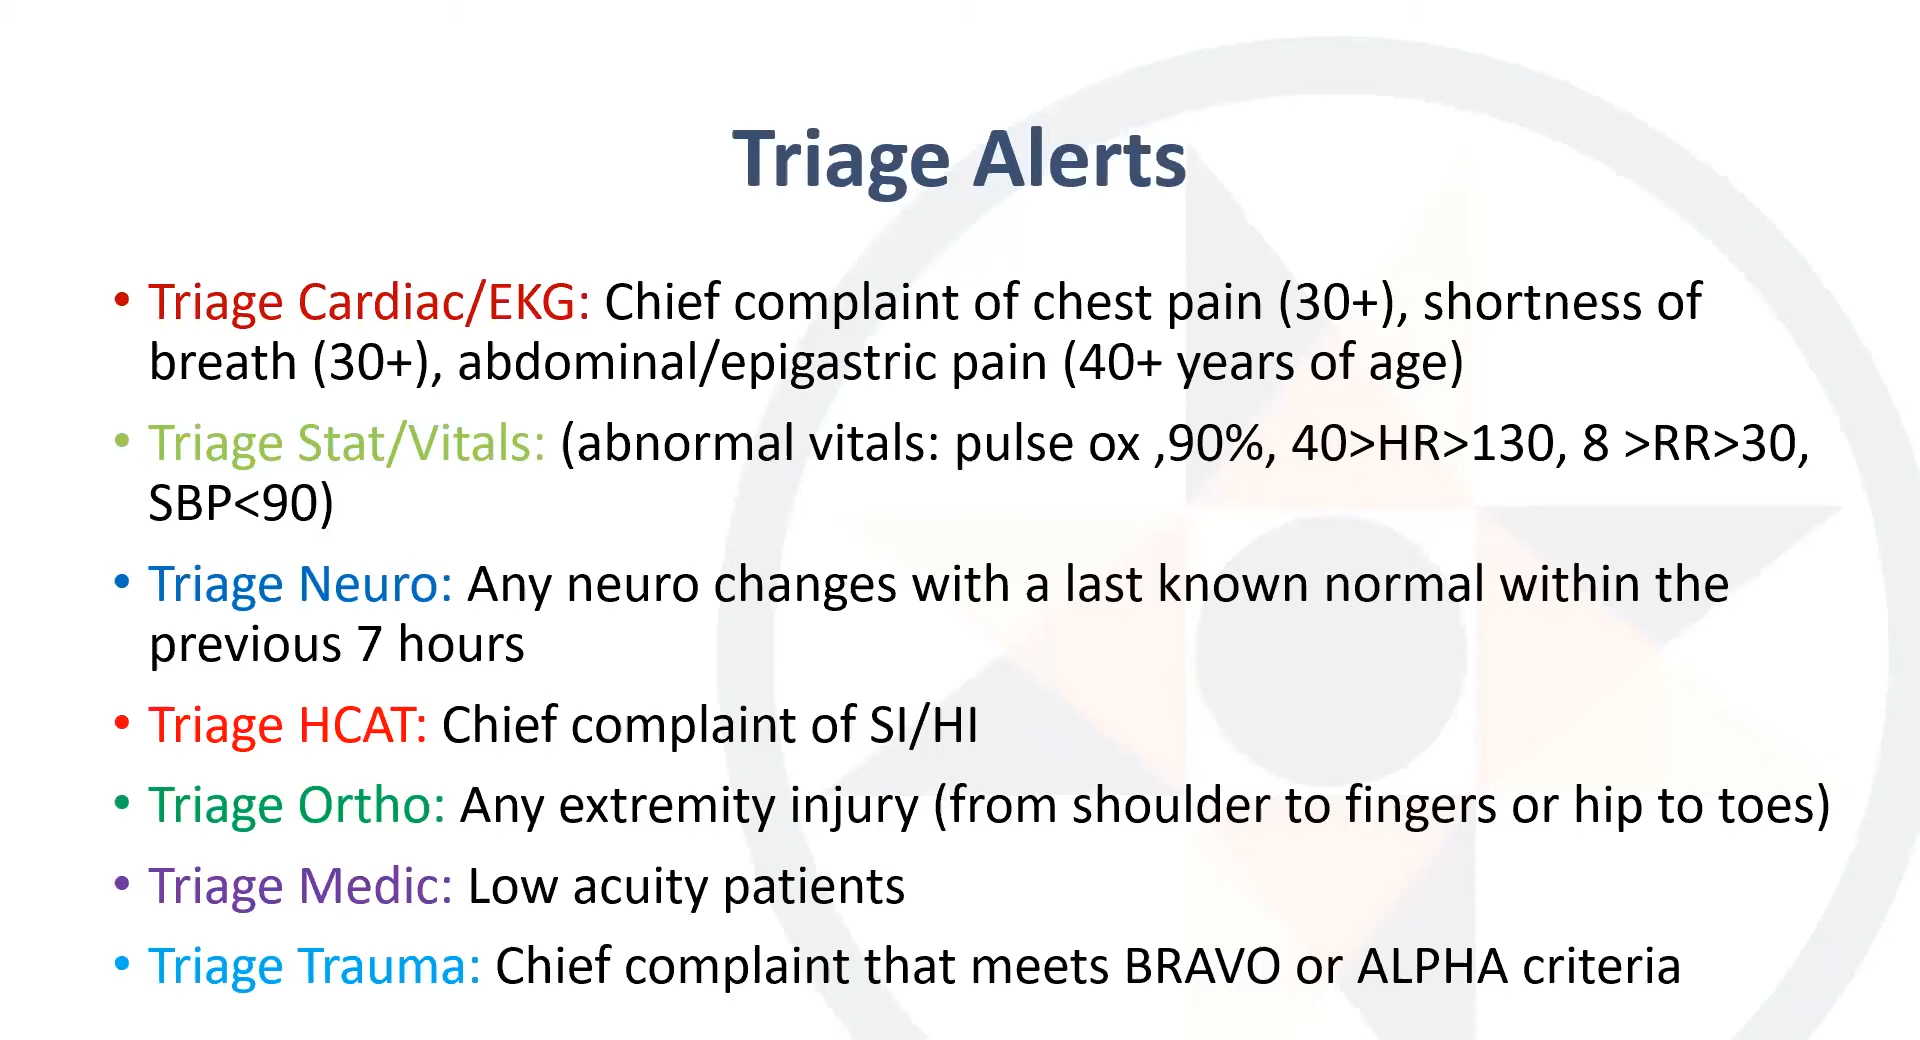 Triage Alerts
• Triage Cardiac/EKG: Chief complaint of chest pain (30+), shortness of
breath (30+), abdominal/epigastric pain (40+ years of age)
• Triage Stat/Vitals: (abnormal vitals: pulse ox ,90%, 40>HR>130, 8 >RR>30,
SBP<90)
• Triage Neuro: Any neuro changes with a last known normal within the
previous 7 hours
• Triage HCAT: Chief complaint of SI/HI
• Triage Ortho: Any extremity injury (from shoulder to fingers or hip to toes)
• Triage Medic: Low acuity patients
• Triage Trauma: Chief complaint that meets BRAVO or ALPHA criteria